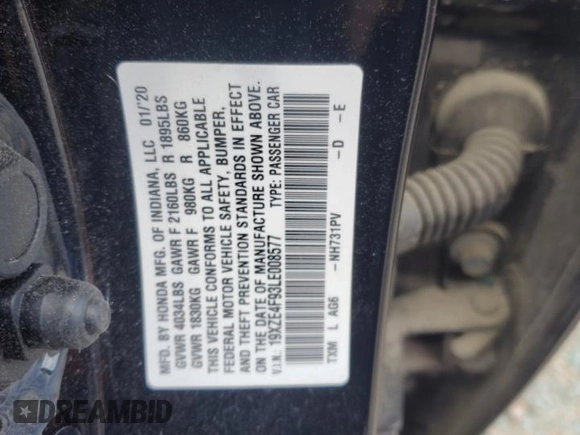 MFD. BY HONDA MFG. OF INDIANA, LLC 01/'20
GVWR 4034LBS GAWR F 2160LBS R 1895LBS
GVWR 1830KG GAWR F 980KG R 860KG
THIS VEHICLE CONFORMS TO ALL APPLICABLE
FEDERAL MOTOR VEHICLE SAFETY, BUMPER,
AND THEFT PREVENTION STANDARDS IN EFFECT
ON THE DATE OF MANUFACTURE SHOWN ABOVE.
V.I.N.: 19XZE4F93LE008577 TYPE: PASSENGER CAR
TXM L AG6 -NH731PV -D -E
DREAMBID